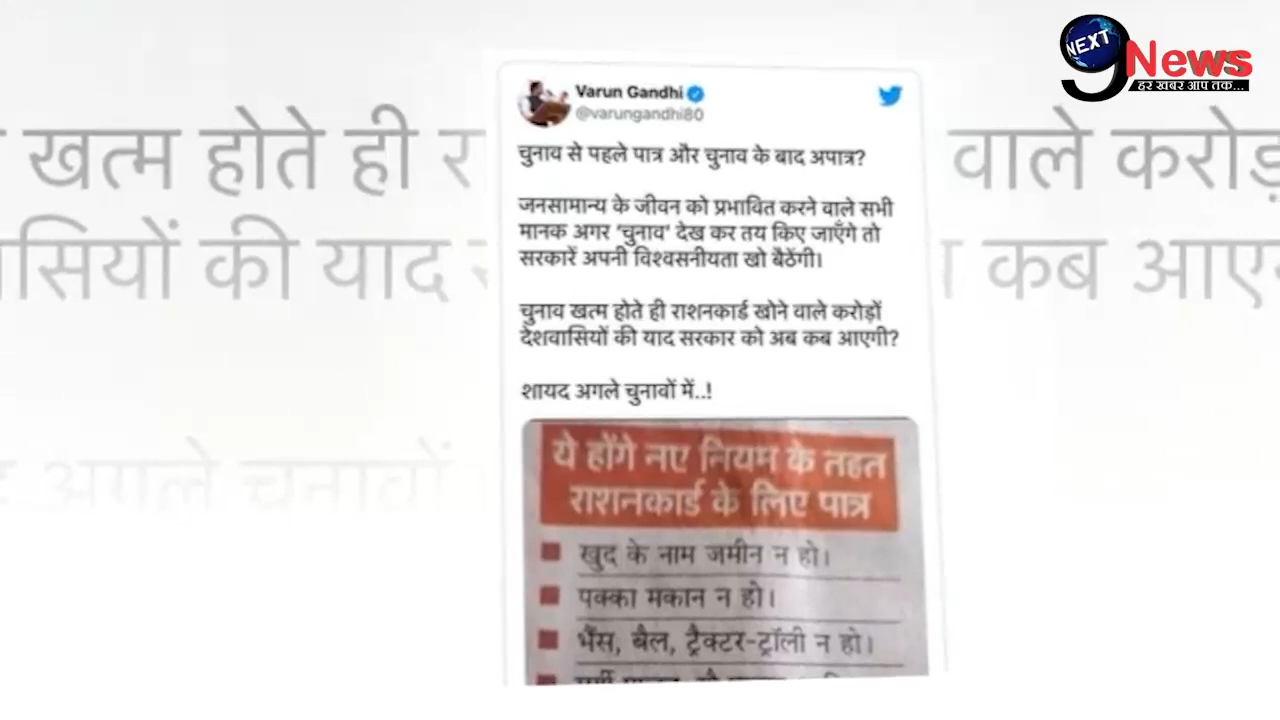 NEXT 9 News
हर खबर आप तक...
Varun Gandhi
@varungandhi80
चुनाव से पहले पात्र और चुनाव के बाद अपात्र?
जनसामान्य के जीवन को प्रभावित करने वाले सभी
मानक अगर ‘चुनाव’ देख कर तय किए जाएँगे तो
सरकारें अपनी विश्वसनीयता खो बैठेंगी।
चुनाव खत्म होते ही राशनकार्ड खोने वाले करोड़ों
देशवासियों की याद सरकार को अब कब आएगी?
शायद अगले चुनावों में..!
ये होंगे नए नियम के तहत
राशनकार्ड के लिए पात्र
खुद के नाम जमीन न हो।
पक्का मकान न हो।
भैंस, बैल, ट्रैक्टर-ट्रॉली न हो।
खत्म होते ही
वाले
की याद
कब
अगले चुनावों